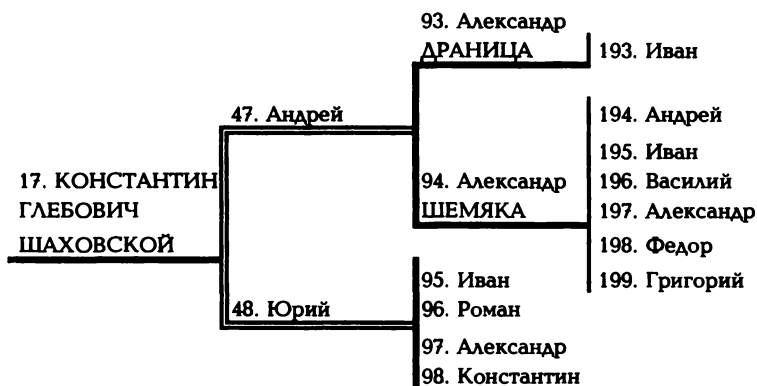 93. Александр
ДРАНИЦА
193. Иван
47. Андрей
194. Андрей
195. Иван
17. КОНСТАНТИН
ГЛЕБОВИЧ
ШАХОВСКОЙ
94. Александр
ШЕМЯКА
196. Василий
197. Александр
198. Федор
199. Григорий
48. Юрий
95. Иван
96. Роман
97. Александр
98. Константин